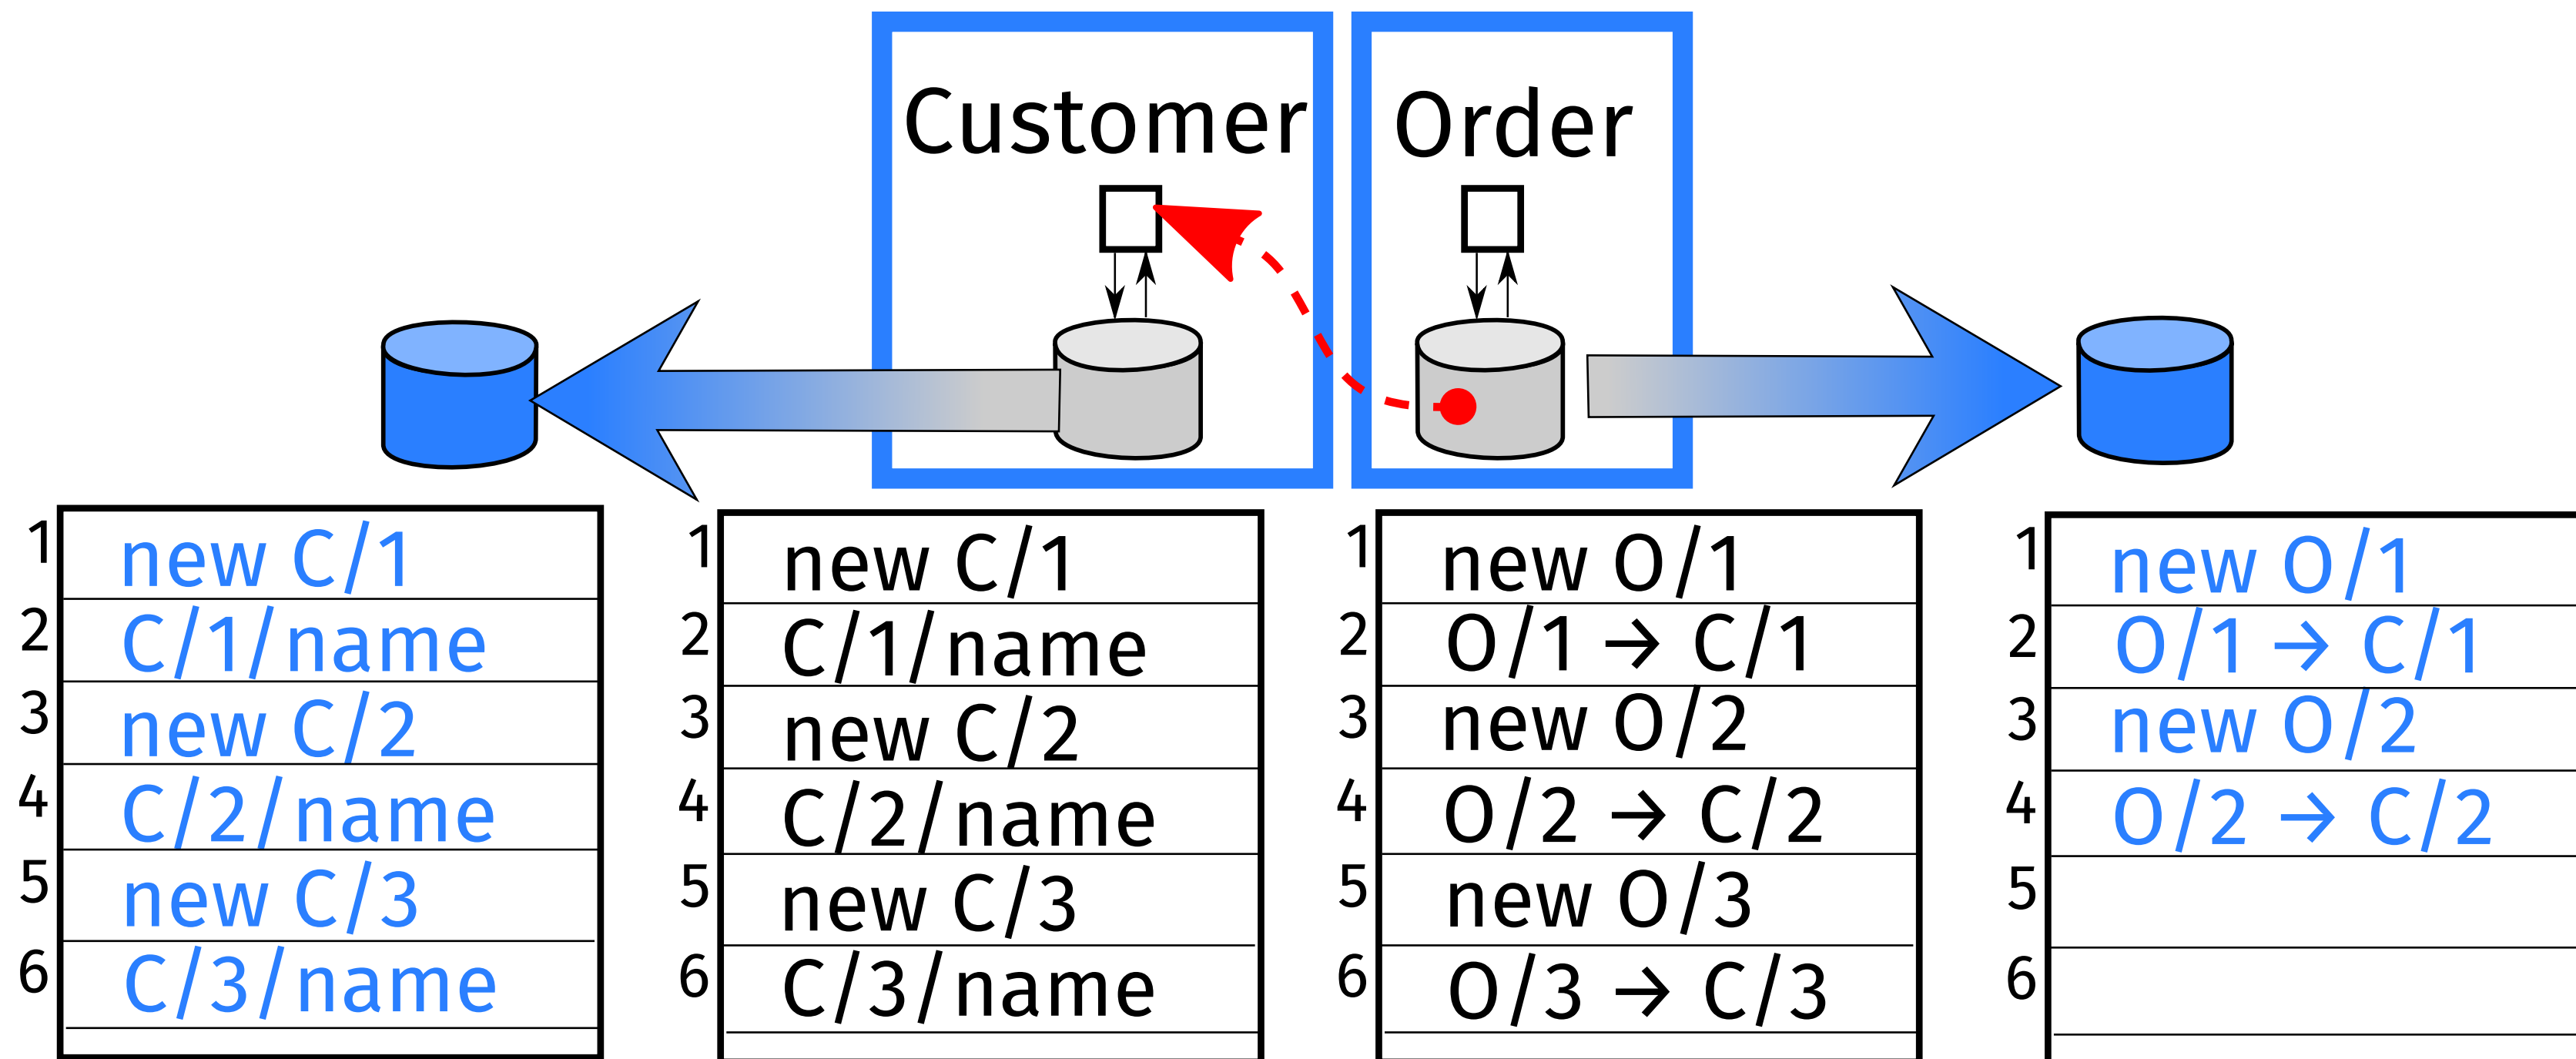 Customer
Order
1 new C/1
2 C/1/name
3 new C/2
4 C/2/name
5 new C/3
6 C/3/name
1 new C/1
2 C/1/name
3 new C/2
4 C/2/name
5 new C/3
6 C/3/name
1 new O/1
2 O/1 → C/1
3 new O/2
4 O/2 → C/2
5 new O/3
6 O/3 → C/3
1 new O/1
2 O/1 → C/1
3 new O/2
4 O/2 → C/2
5
6